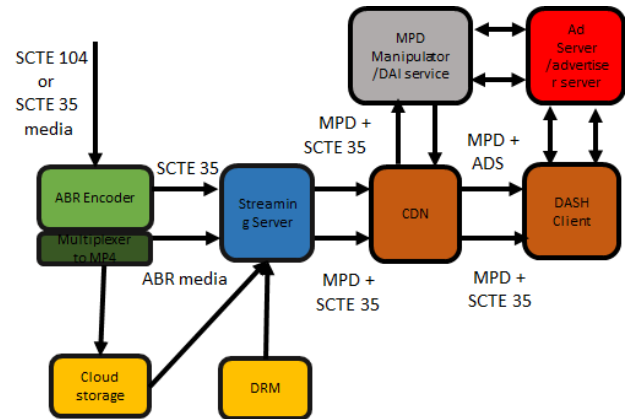 SCTE 104
or
SCTE 35
media
MPD
Manipulator
/DAI service
Ad
Server
/advertise
r server
MPD +
SCTE 35
MPD +
ADS
SCTE 35
ABR Encoder
Multiplexer
to MP4
Streamin
g Server
CDN
DASH
Client
ABR media
MPD +
SCTE 35
MPD +
SCTE 35
Cloud
storage
DRM